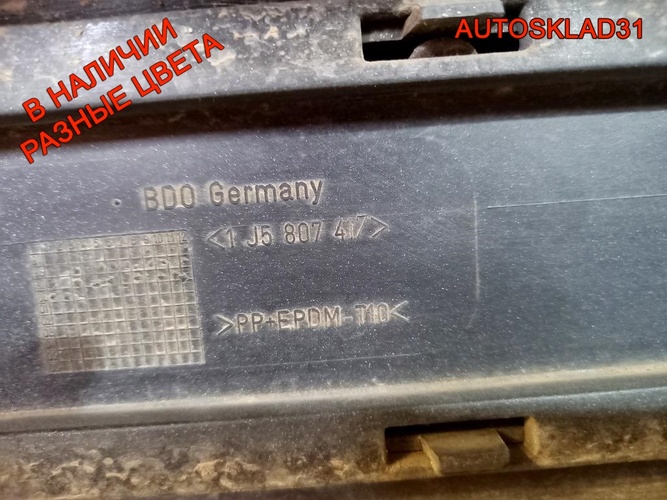 AUTOSKLAD31
В НАЛИЧИИ
РАЗНЫЕ ЦВЕТА
BDO Germany
<1 J5 807 417>
>PP+EPDM-T10<